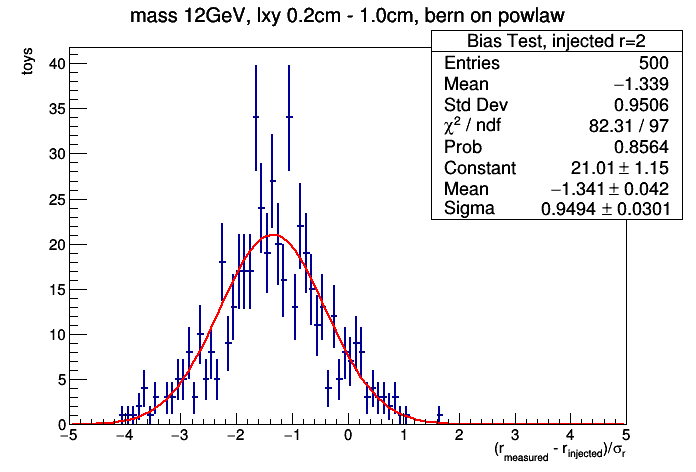 mass 12GeV, lxy 0.2cm - 1.0cm, bern on powlaw
toys
Bias Test, injected r=2
Entries 500
Mean −1.339
Std Dev 0.9506
χ² / ndf 82.31 / 97
Prob 0.8564
Constant 21.01 ± 1.15
Mean −1.341 ± 0.042
Sigma 0.9494 ± 0.0301
40
35
30
25
20
15
10
5
0
−5 −4 −3 −2 −1 0 1 2 3 4 5
(r_measured - r_injected)/σ_r